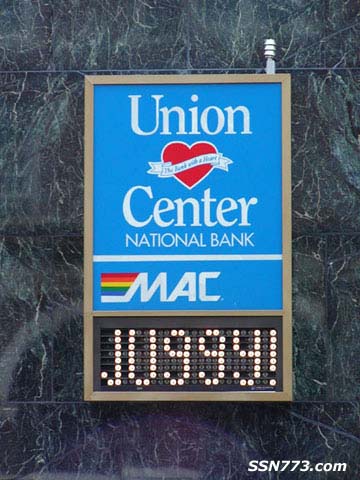 Union
The Bank with a Heart
Center
NATIONAL BANK
MAC
SSN773.com